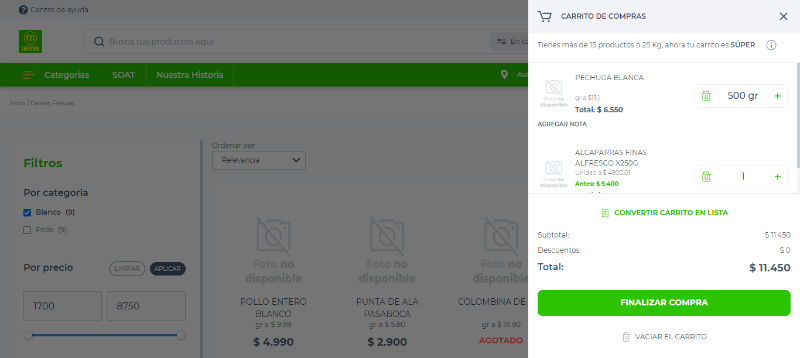 Centro de ayuda
Busca tus productos aquí
En to
Categorías
SOAT
Nuestra Historia
Inicio / Carnes Frescas
Filtros
Por categoría
Blanco (9)
Pollo (9)
Por precio
LIMPIAR
APLICAR
1700
8750
Ordenar por
Relevancia
Foto no
disponible
POLLO ENTERO
BLANCO
gr a $ 9.98
$ 4.990
Foto no
disponible
PUNTA DE ALA
PASABOCA
gr a $ 5.80
$ 2.900
Foto no
disponible
COLOMBINA DE
gr a $ 16.90
AGOTADO
CARRITO DE COMPRAS
Tienes más de 15 productos o 25 Kg, ahora tu carrito es SÚPER
Foto no
disponible
PECHUGA BLANCA
gr a $13.1
Total: $ 6.550
500 gr
AGREGAR NOTA
Foto no
disponible
ALCAPARRAS FINAS
ALFRESCO X250G
Unidad a $ 4900.01
Antes: $ 5.400
1
CONVERTIR CARRITO EN LISTA
Subtotal: $ 11.450
Descuentos: $ 0
Total: $ 11.450
FINALIZAR COMPRA
VACIAR EL CARRITO